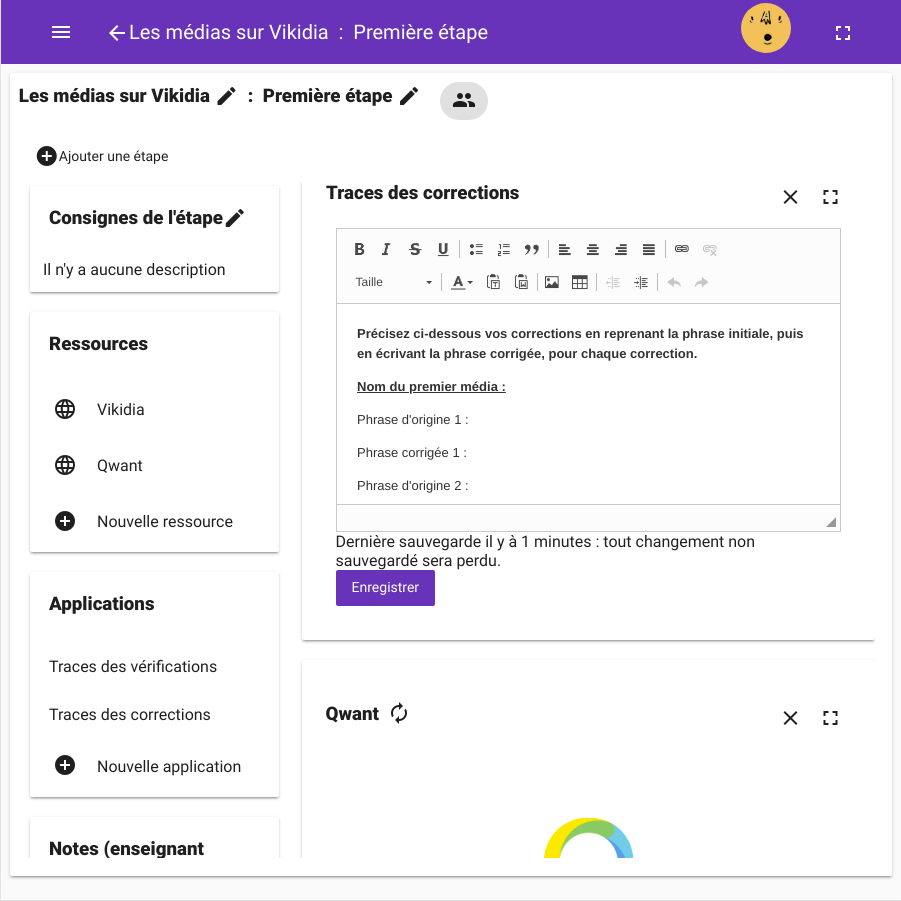 Les médias sur Vikidia : Première étape
Les médias sur Vikidia : Première étape
Ajouter une étape
Consignes de l'étape
Il n'y a aucune description
Ressources
Vikidia
Qwant
Nouvelle ressource
Applications
Traces des vérifications
Traces des corrections
Nouvelle application
Notes (enseignant
Traces des corrections
B I S U
Taille A
Précisez ci-dessous vos corrections en reprenant la phrase initiale, puis
en écrivant la phrase corrigée, pour chaque correction.
Nom du premier média :
Phrase d'origine 1 :
Phrase corrigée 1 :
Phrase d'origine 2 :
Dernière sauvegarde il y à 1 minutes : tout changement non
sauvegardé sera perdu.
Enregistrer
Qwant